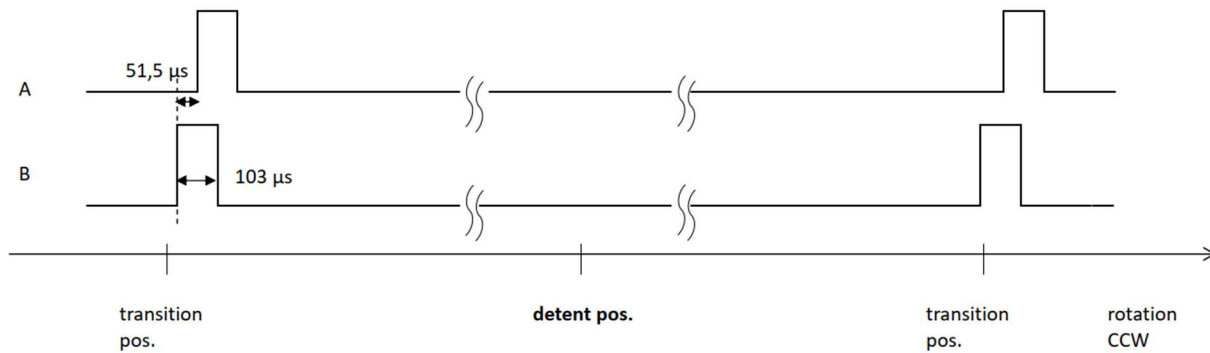 51,5 µs
A
B
103 µs
transition
pos.
detent pos.
transition
pos.
rotation
CCW